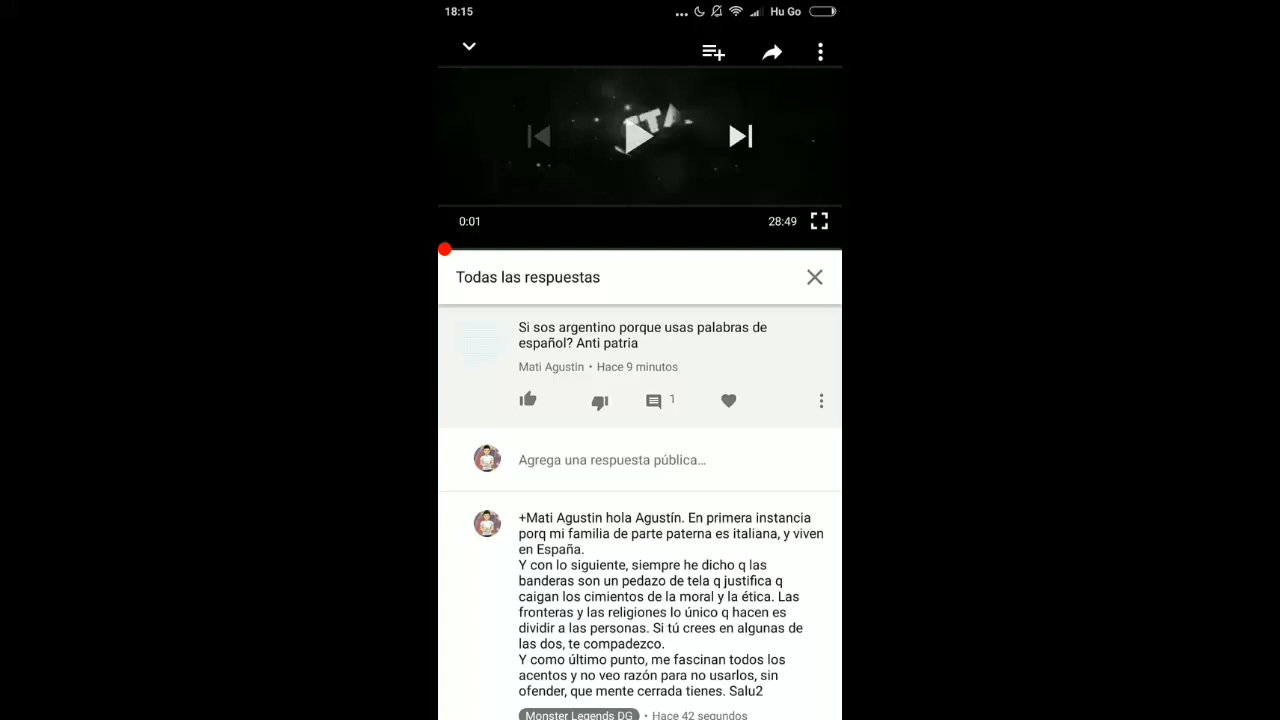 18:15
Hu Go
0:01
28:49
Todas las respuestas
Si sos argentino porque usas palabras de
español? Anti patria
Mati Agustin • Hace 9 minutos
1
Agrega una respuesta pública...
+Mati Agustin hola Agustín. En primera instancia
porq mi familia de parte paterna es italiana, y viven
en España.
Y con lo siguiente, siempre he dicho q las
banderas son un pedazo de tela q justifica q
caigan los cimientos de la moral y la ética. Las
fronteras y las religiones lo único q hacen es
dividir a las personas. Si tú crees en algunas de
las dos, te compadezco.
Y como último punto, me fascinan todos los
acentos y no veo razón para no usarlos, sin
ofender, que mente cerrada tienes. Salu2
Monster Legends DG • Hace 42 segundos